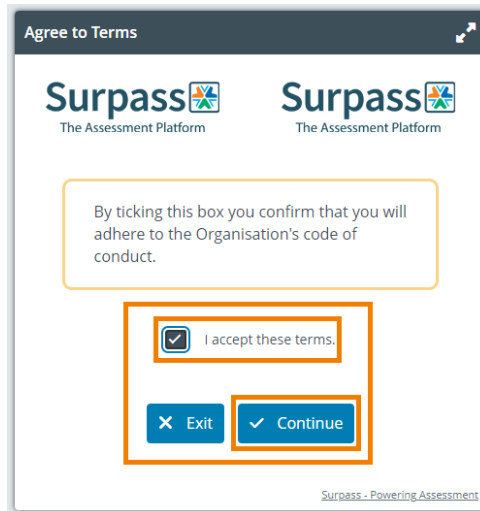 Agree to Terms
Surpass Surpass
The Assessment Platform The Assessment Platform
By ticking this box you confirm that you will
adhere to the Organisation's code of
conduct.
I accept these terms.
Exit Continue
Surpass - Powering Assessment